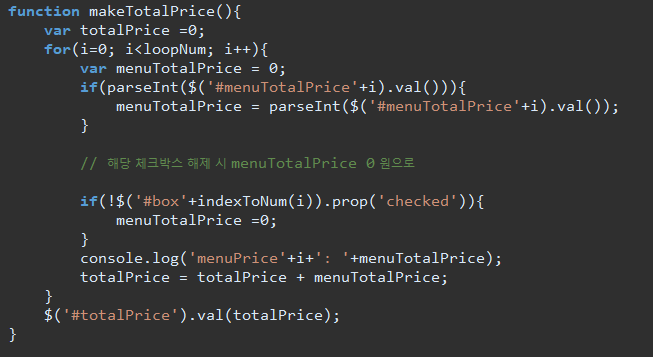 function makeTotalPrice(){
    var totalPrice =0;
    for(i=0; i<loopNum; i++){
        var menuTotalPrice = 0;
        if(parseInt($('#menuTotalPrice'+i).val())){
            menuTotalPrice = parseInt($('#menuTotalPrice'+i).val());
        }
        // 해당 체크박스 해제 시 menuTotalPrice 0원으로
        if(!$('#box'+indexToNum(i)).prop('checked')){
            menuTotalPrice =0;
        }
        console.log('menuPrice'+i+': '+menuTotalPrice);
        totalPrice = totalPrice + menuTotalPrice;
    }
    $('#totalPrice').val(totalPrice);
}